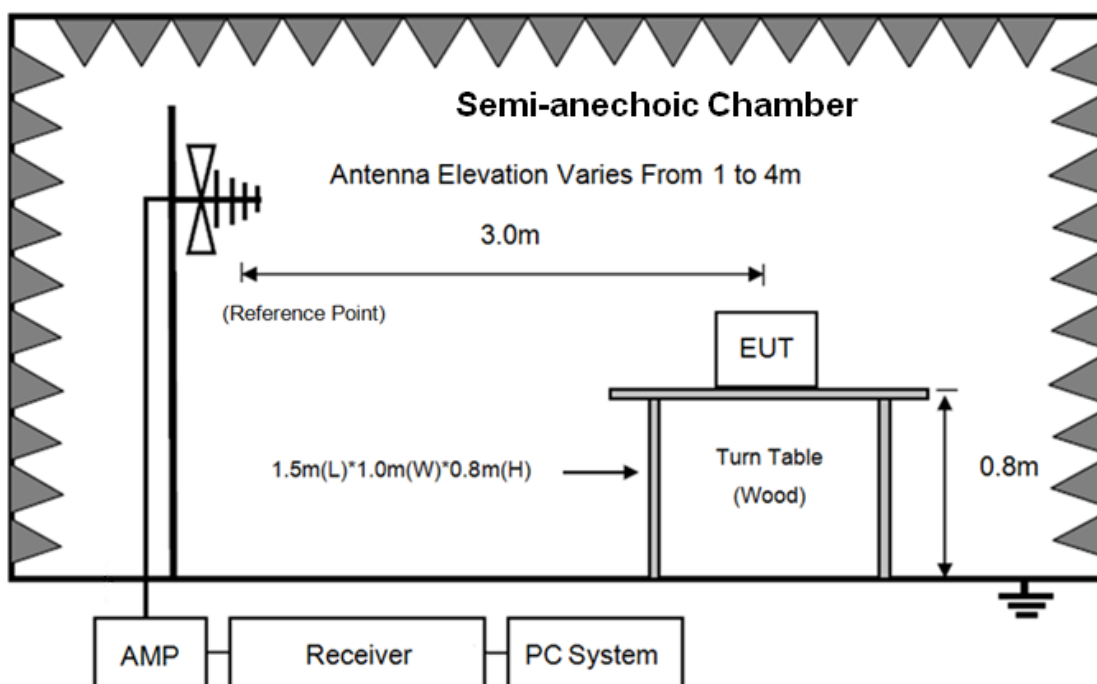 Semi-anechoic Chamber
Antenna Elevation Varies From 1 to 4m
3.0m
(Reference Point)
EUT
1.5m(L)*1.0m(W)*0.8m(H)
Turn Table
(Wood)
0.8m
AMP
Receiver
PC System